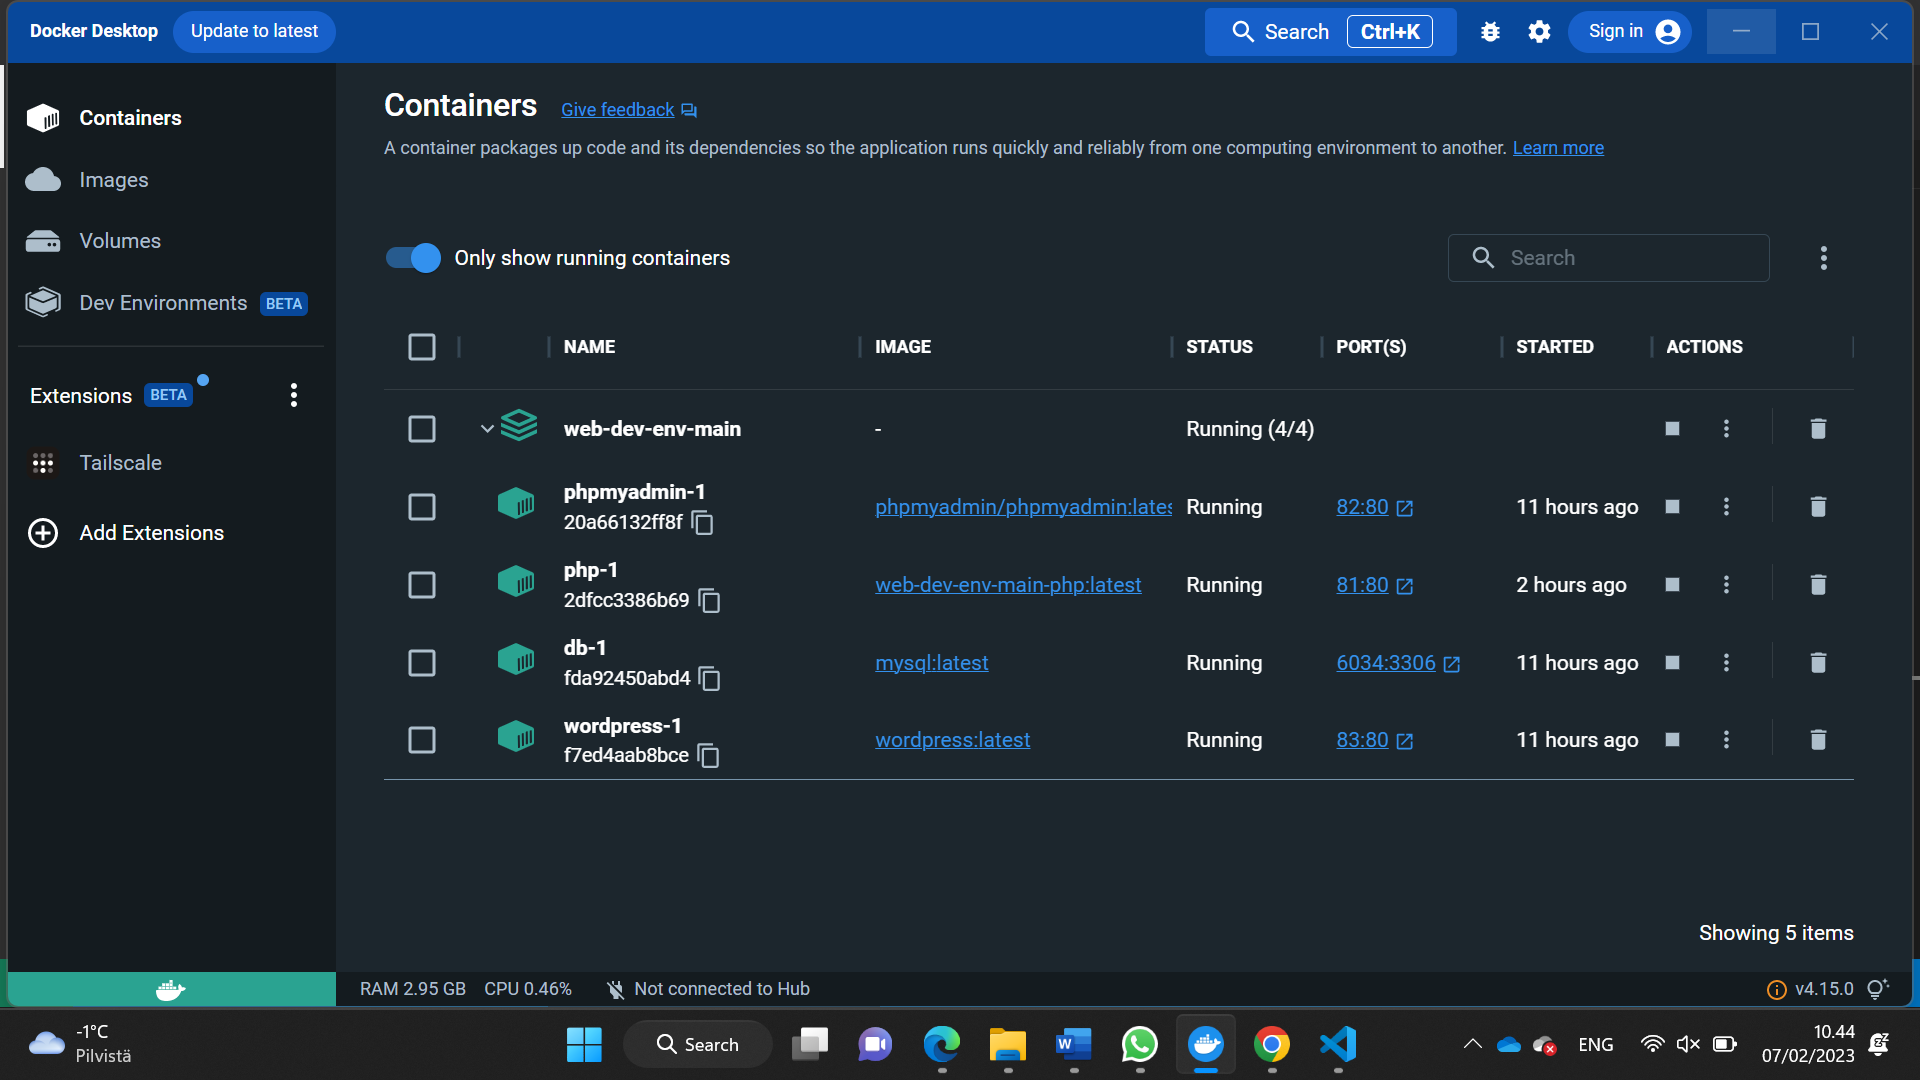 Docker Desktop Update to latest Search Ctrl+K Sign in
Containers
Images
Volumes
Dev Environments BETA
Extensions BETA
Tailscale
Add Extensions
Containers Give feedback
A container packages up code and its dependencies so the application runs quickly and reliably from one computing environment to another. Learn more
Only show running containers Search
NAME IMAGE STATUS PORT(S) STARTED ACTIONS
web-dev-env-main - Running (4/4)
phpmyadmin-1
20a66132ff8f phpmyadmin/phpmyadmin:lates Running 82:80 11 hours ago
php-1
2dfcc3386b69 web-dev-env-main-php:latest Running 81:80 2 hours ago
db-1
fda92450abd4 mysql:latest Running 6034:3306 11 hours ago
wordpress-1
f7ed4aab8bce wordpress:latest Running 83:80 11 hours ago
Showing 5 items
RAM 2.95 GB CPU 0.46% Not connected to Hub v4.15.0
-1°C
Pilvistä
Search
ENG
10.44
07/02/2023